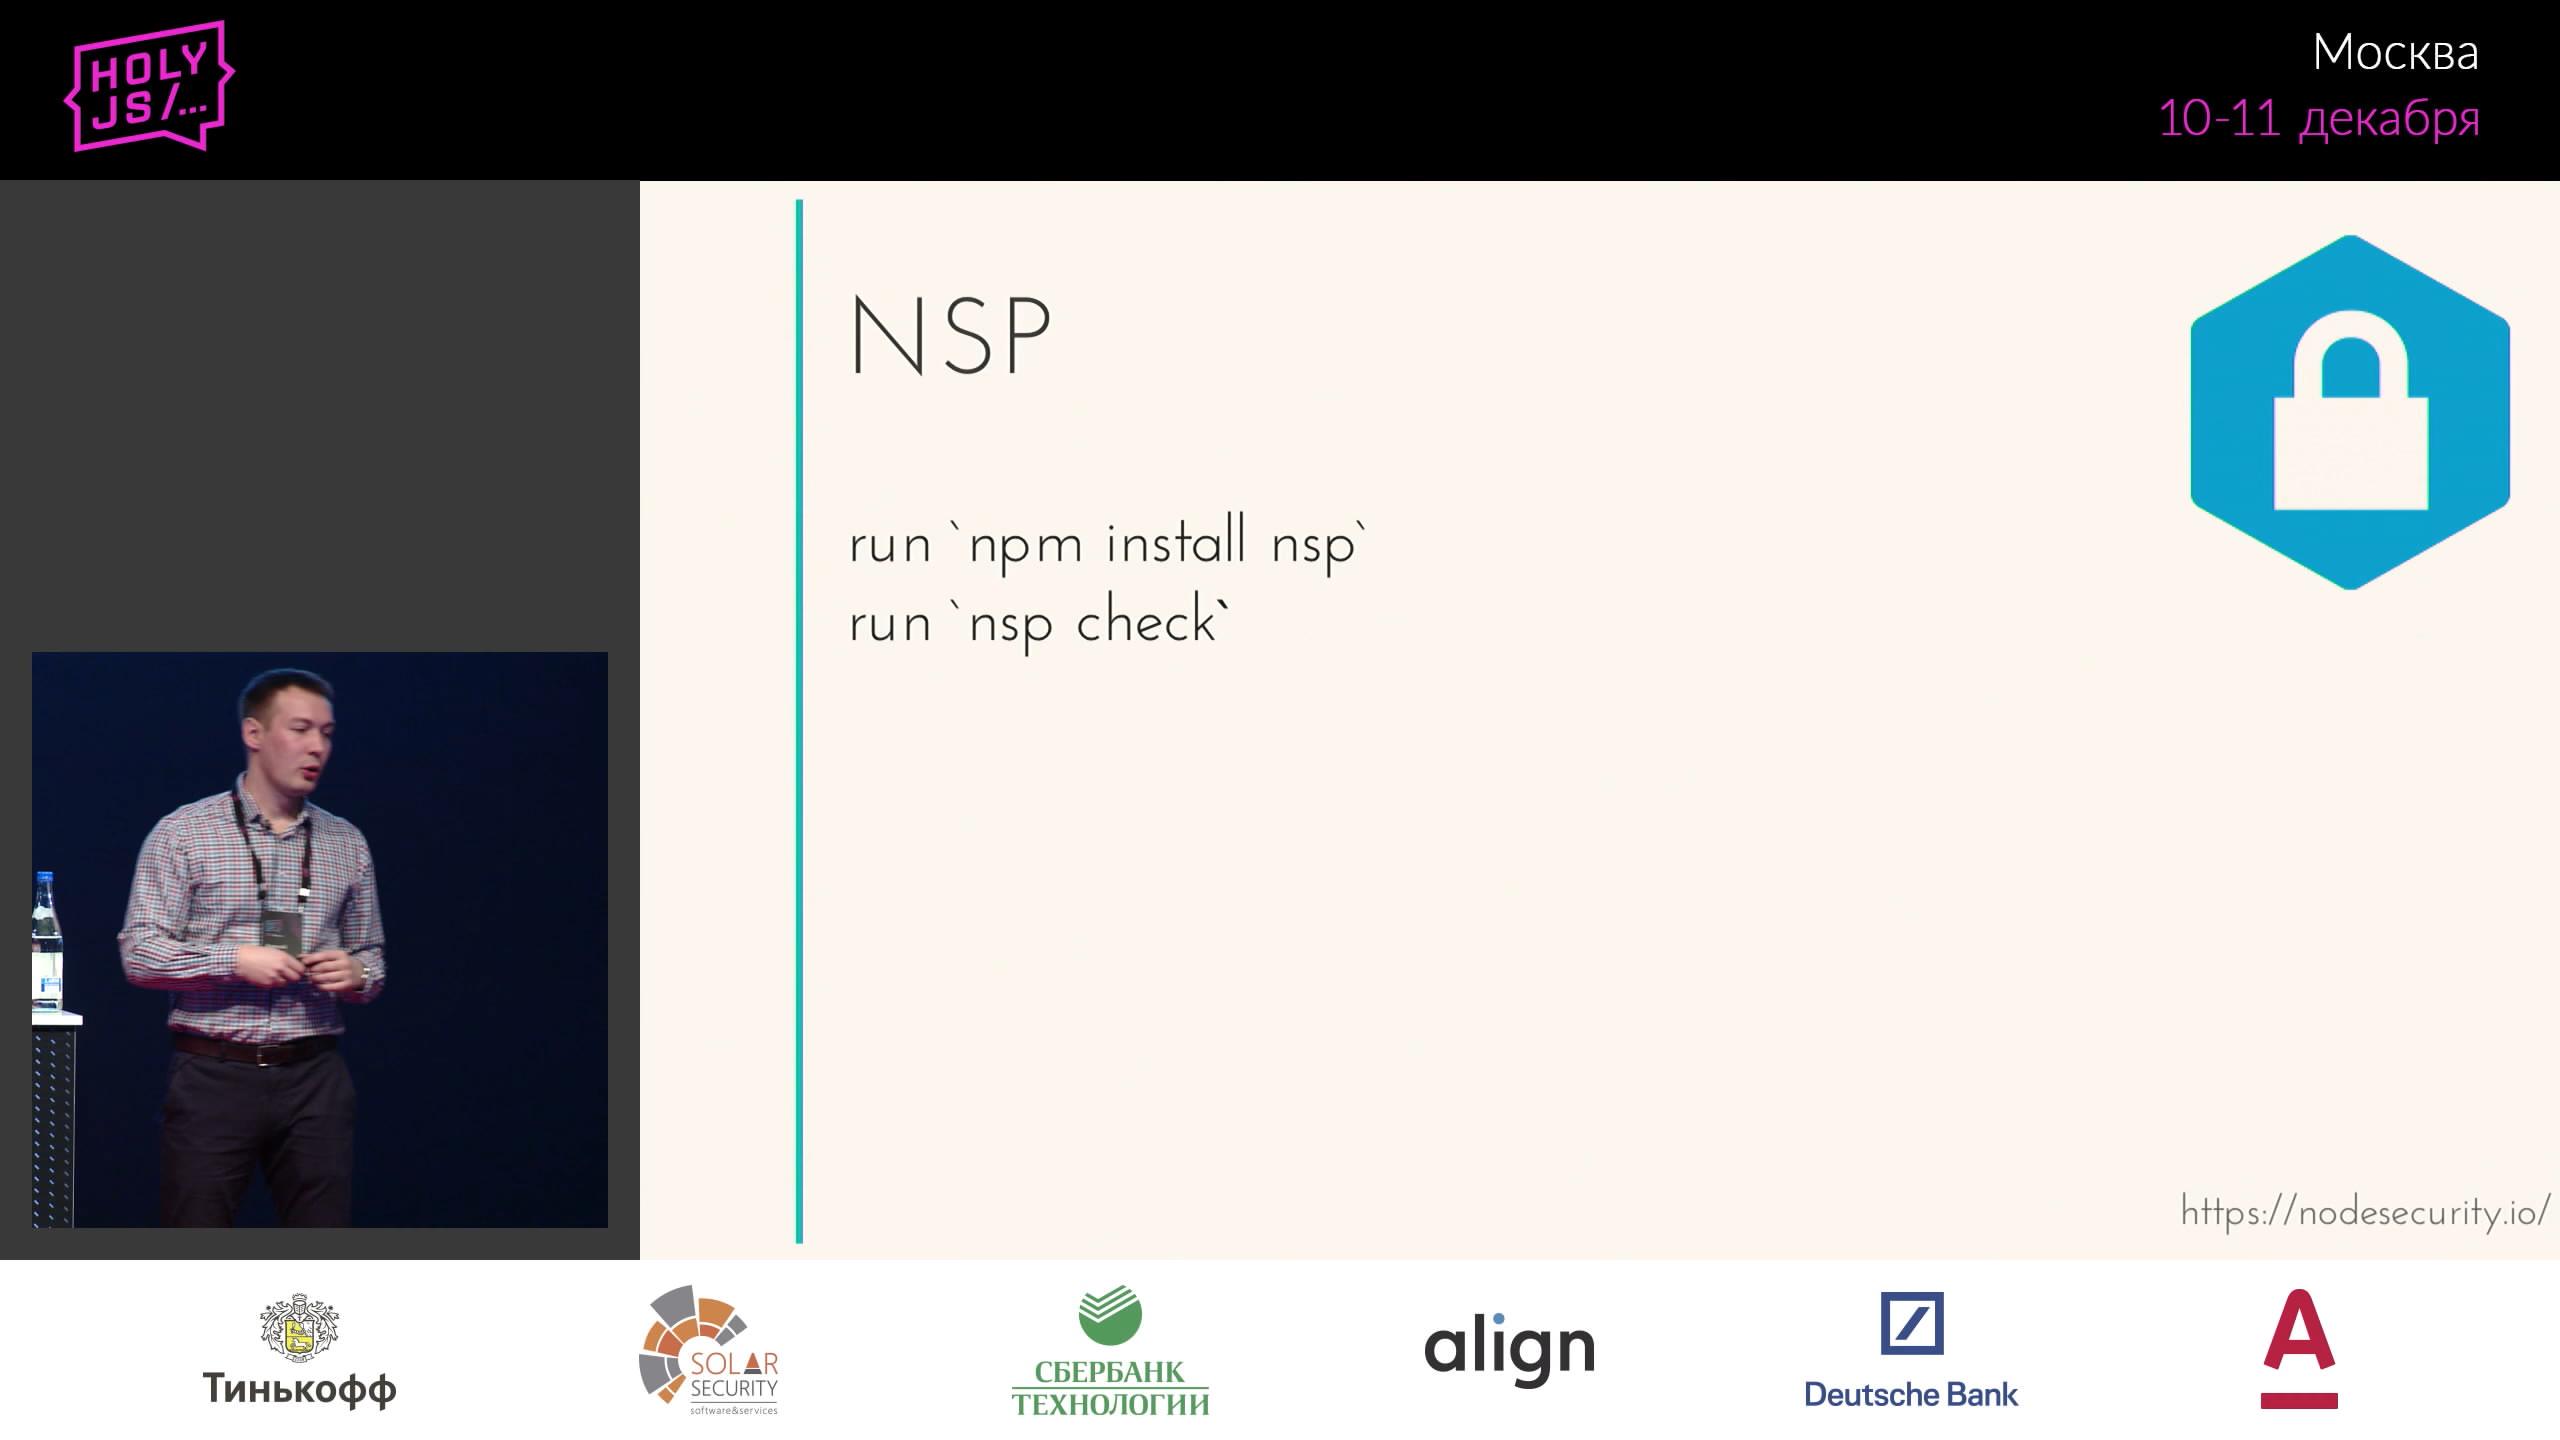 HOLY
JS/...
Москва
10-11 декабря
NSP
run `npm install nsp`
run `nsp check`
https://nodesecurity.io/
Тинькофф
SOLAR
SECURITY
software&services
СБЕРБАНК
ТЕХНОЛОГИИ
align
Deutsche Bank
А